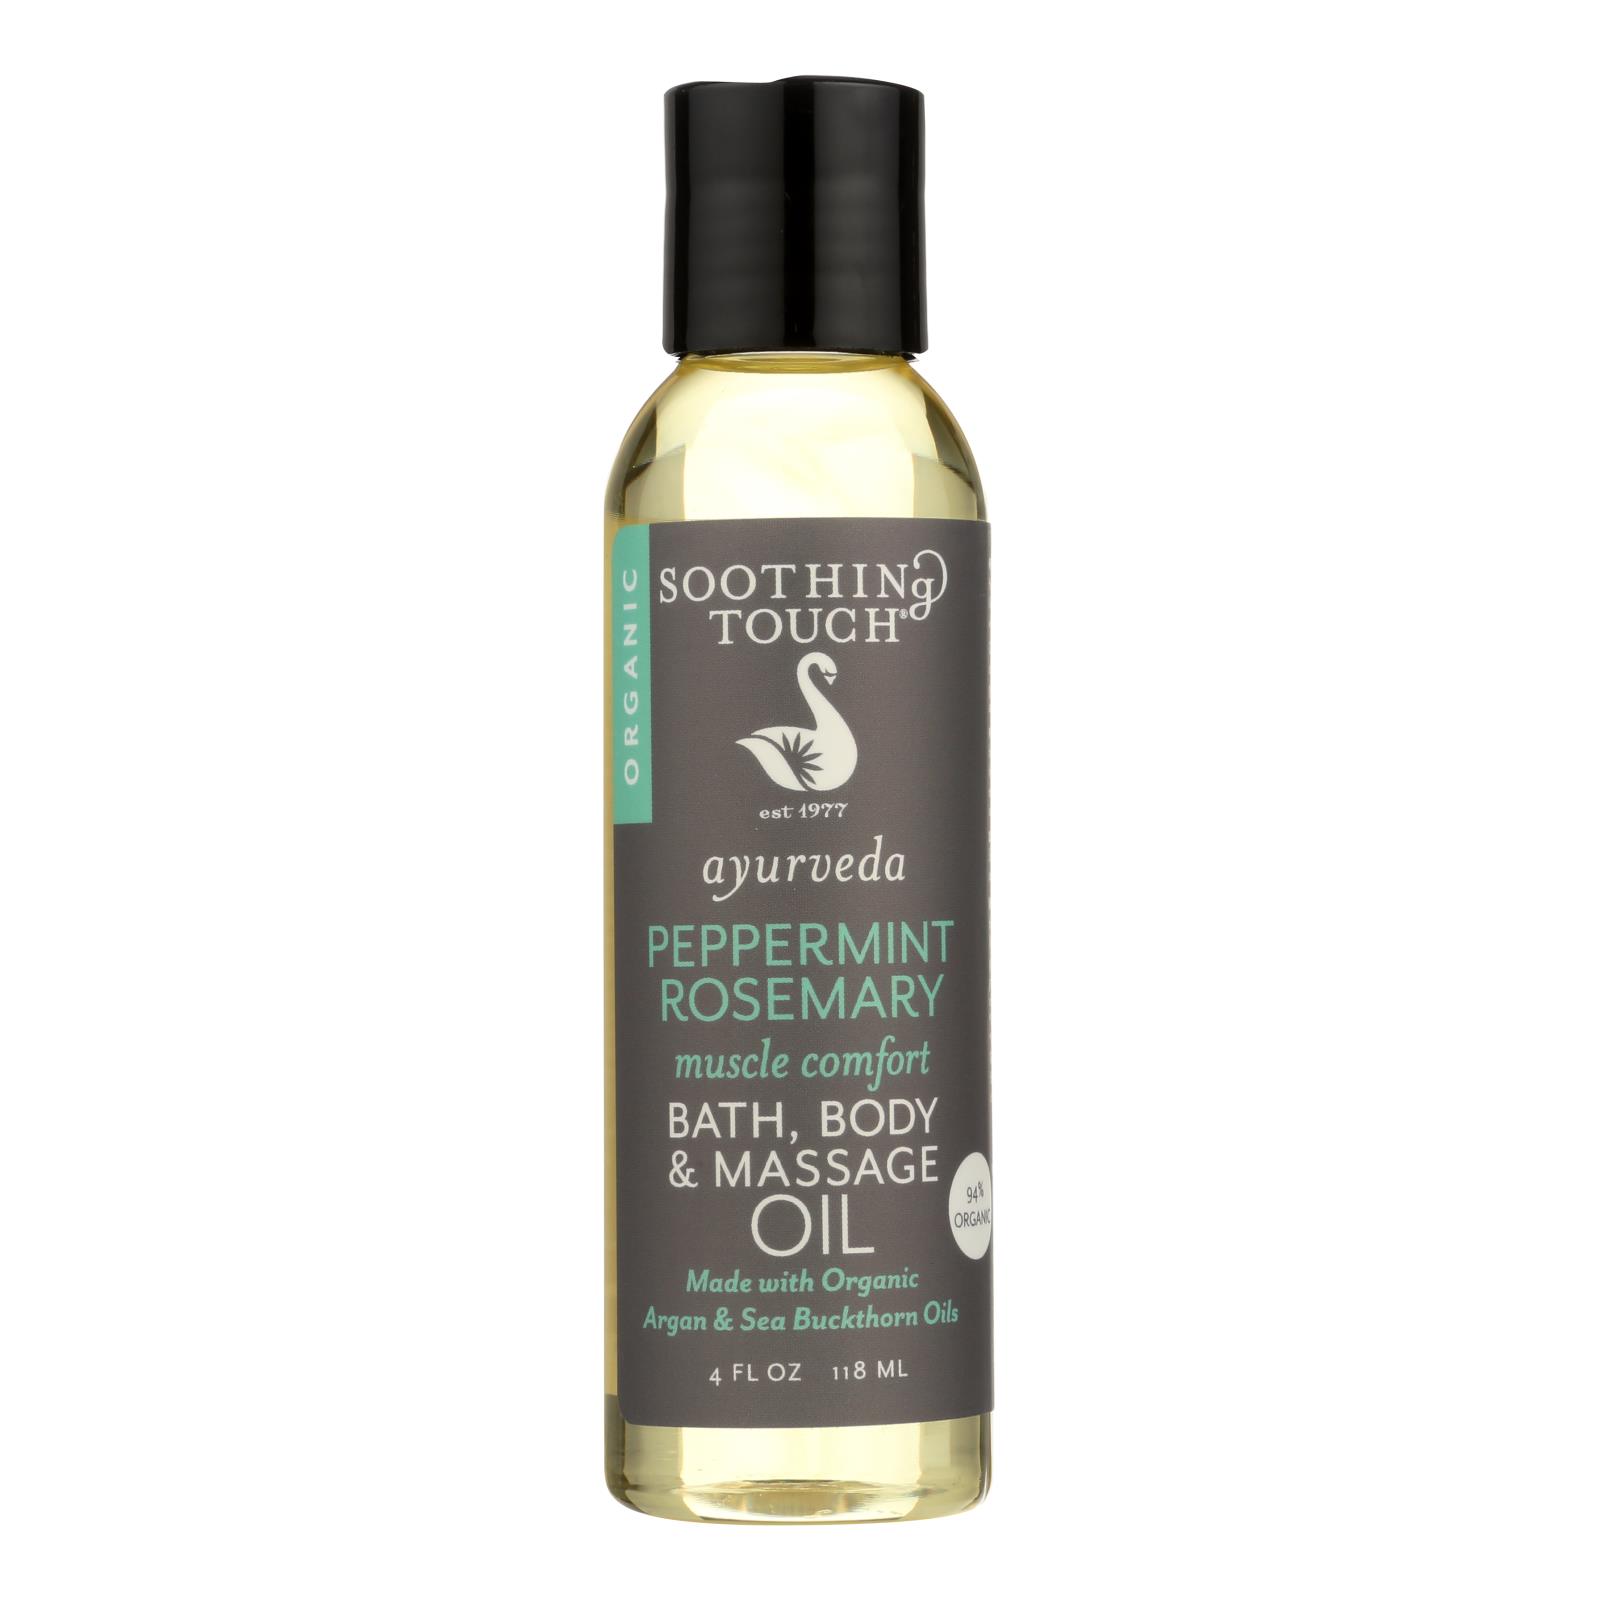 ORGANIC
SOOTHINg
TOUCH®
est 1977
ayurveda
PEPPERMINT
ROSEMARY
muscle comfort
BATH, BODY
& MASSAGE
OIL
94%
ORGANIC
Made with Organic
Argan & Sea Buckthorn Oils
4 FL OZ 118 ML